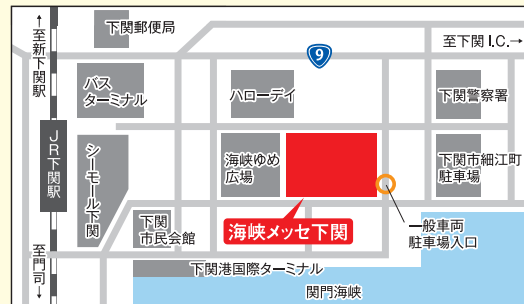 下関郵便局
至下関 I.C.→
←至新下関駅
9
バス
ターミナル
ハローデイ
下関警察署
JR下関駅
シーモール下関
海峡ゆめ
広場
下関市細江町
駐車場
下関
市民会館
海峡メッセ下関
一般車両
駐車場入口
至門司→
下関港国際ターミナル
関門海峡